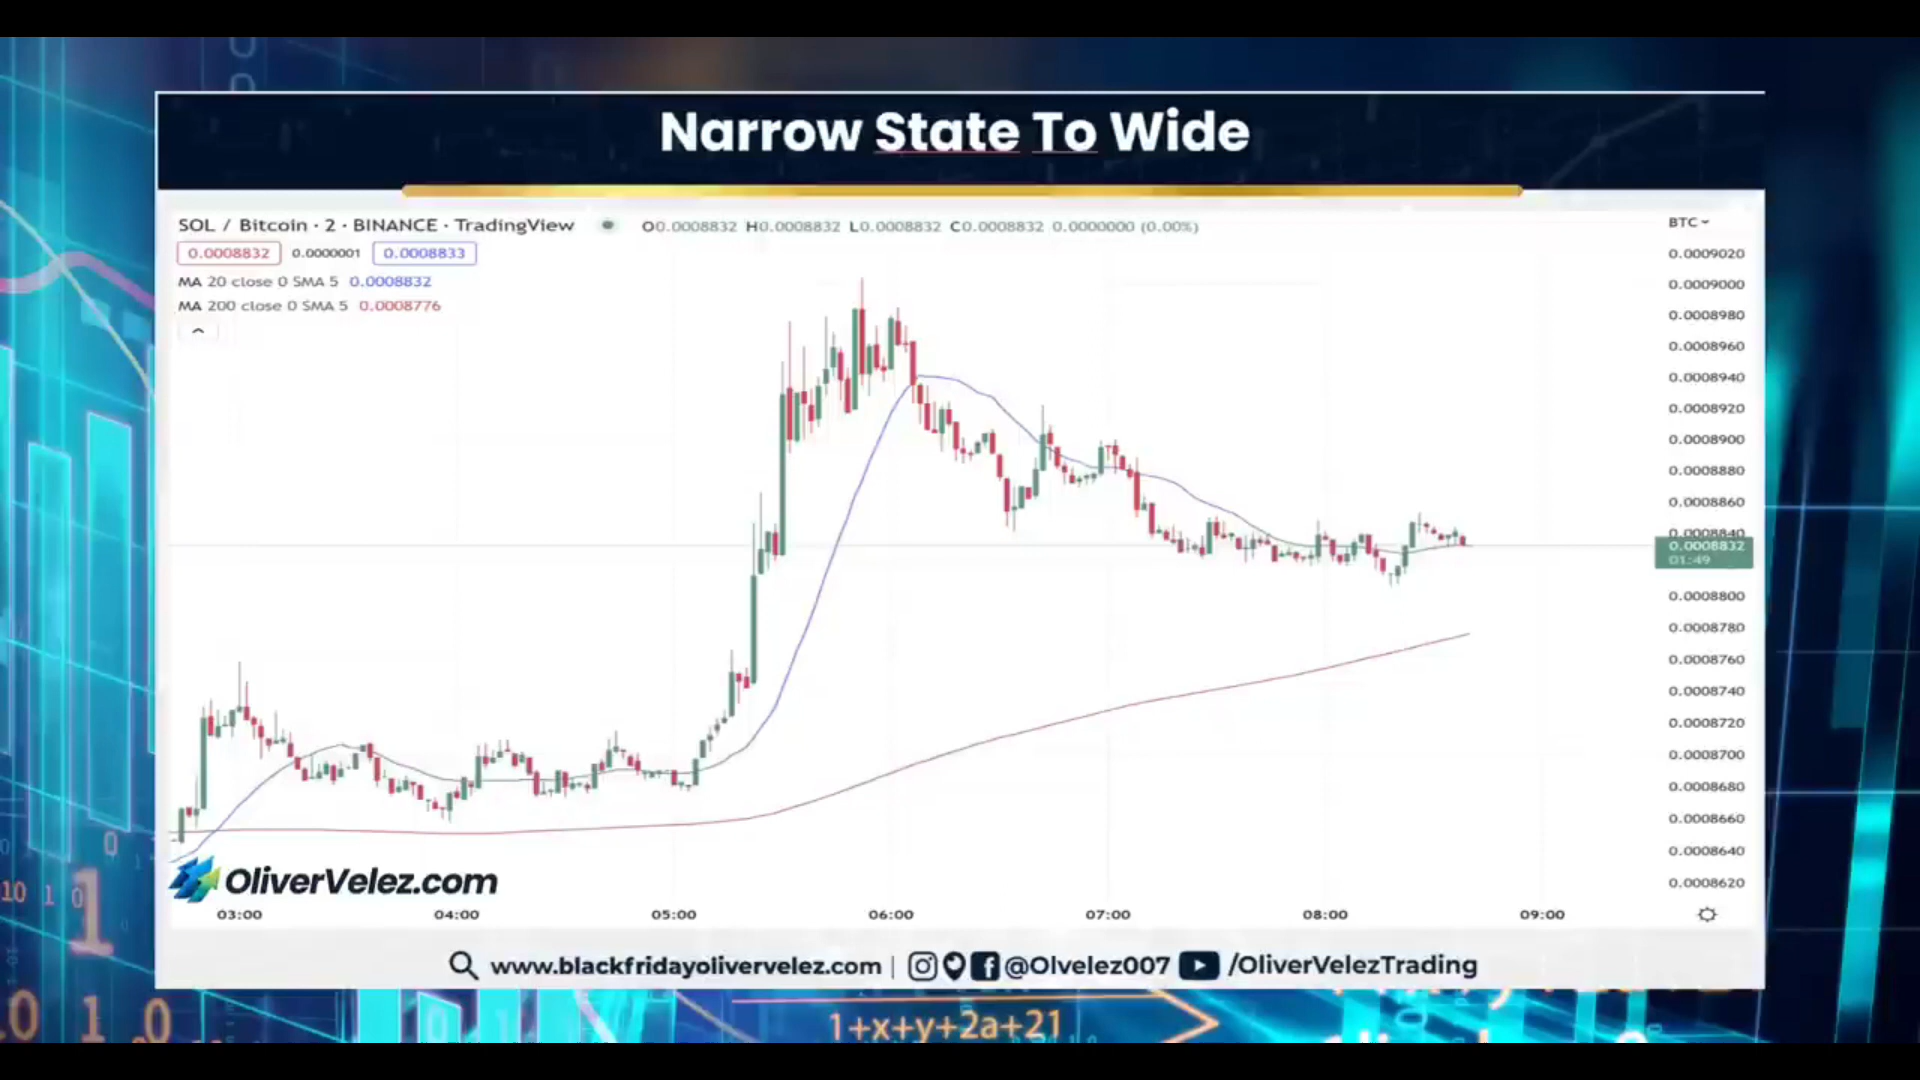 Narrow State To Wide
SOL / Bitcoin · 2 · BINANCE · TradingView O0.0008832 H0.0008832 L0.0008832 C0.0008832 0.0000000 (0.00%)
BTC
0.0008832 0.0000001 0.0008833
MA 20 close 0 SMA 5 0.0008832
MA 200 close 0 SMA 5 0.0008776
0.0009020
0.0009000
0.0008980
0.0008960
0.0008940
0.0008920
0.0008900
0.0008880
0.0008860
0.0008840
0.0008832
01:49
0.0008800
0.0008780
0.0008760
0.0008740
0.0008720
0.0008700
0.0008680
0.0008660
0.0008640
0.0008620
OliverVelez.com
03:00 04:00 05:00 06:00 07:00 08:00 09:00
www.blackfridayolivervelez.com | @Olvelez007 /OliverVelezTrading
1+x+y+2a+21